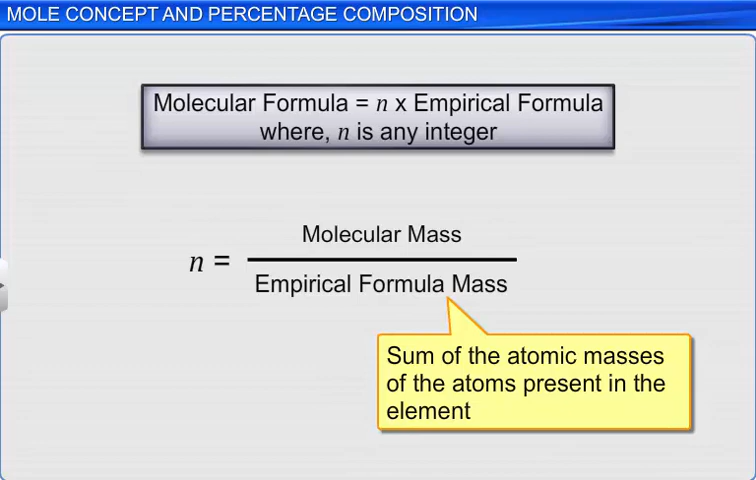 MOLE CONCEPT AND PERCENTAGE COMPOSITION
Molecular Formula = n x Empirical Formula
where, n is any integer
Molecular Mass
n =
Empirical Formula Mass
Sum of the atomic masses
of the atoms present in the
element